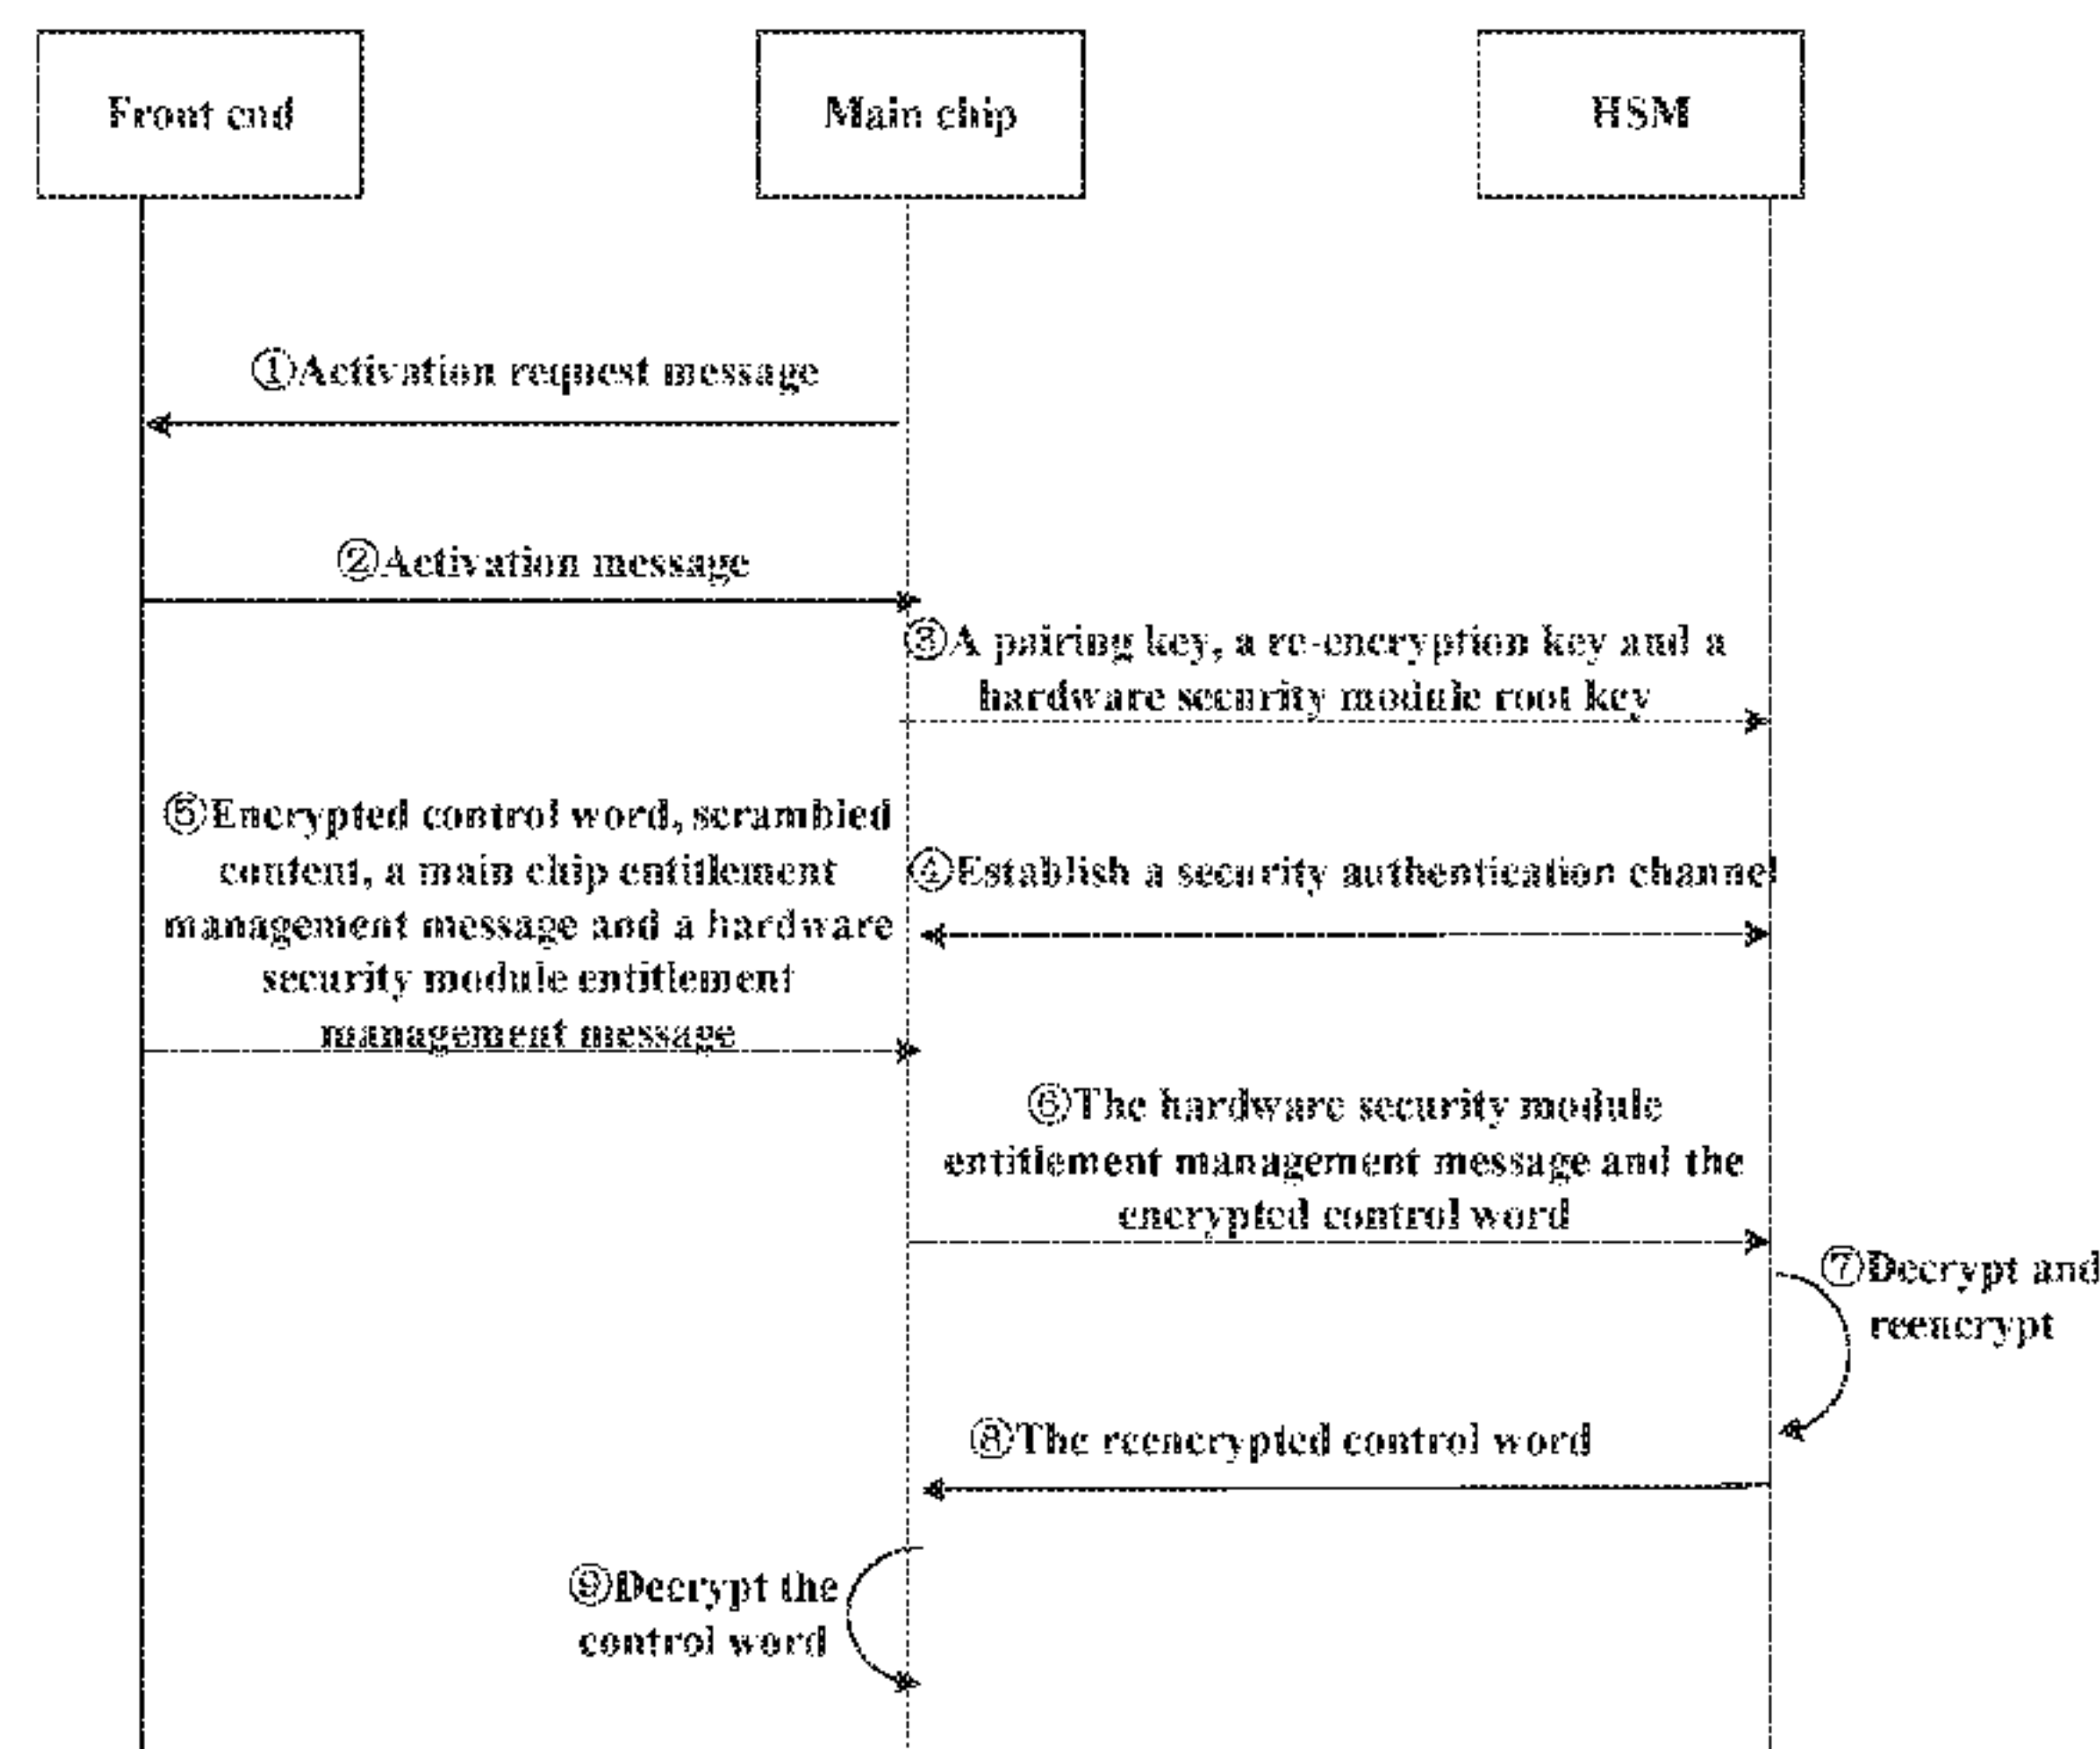 Front end
Main chip
HSM
①Activation request message
②Activation message
③A pairing key, a re-encryption key and a
hardware security module root key
⑤Encrypted control word, scrambled
content, a main chip entitlement
management message and a hardware
security module entitlement
management message
④Establish a security authentication channel
⑥The hardware security module
entitlement management message and the
encrypted control word
⑦Decrypt and
reencrypt
⑧The reencrypted control word
⑨Decrypt the
control word